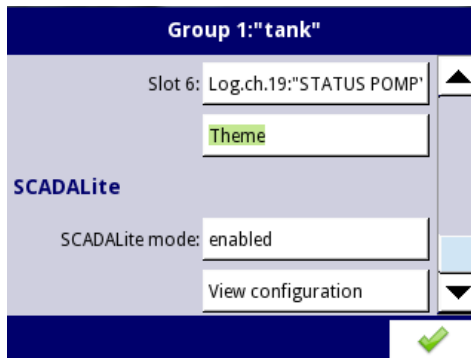 Group 1:"tank"
Slot 6: Log.ch.19:"STATUS POMP'
Theme
SCADALite
SCADALite mode: enabled
View configuration